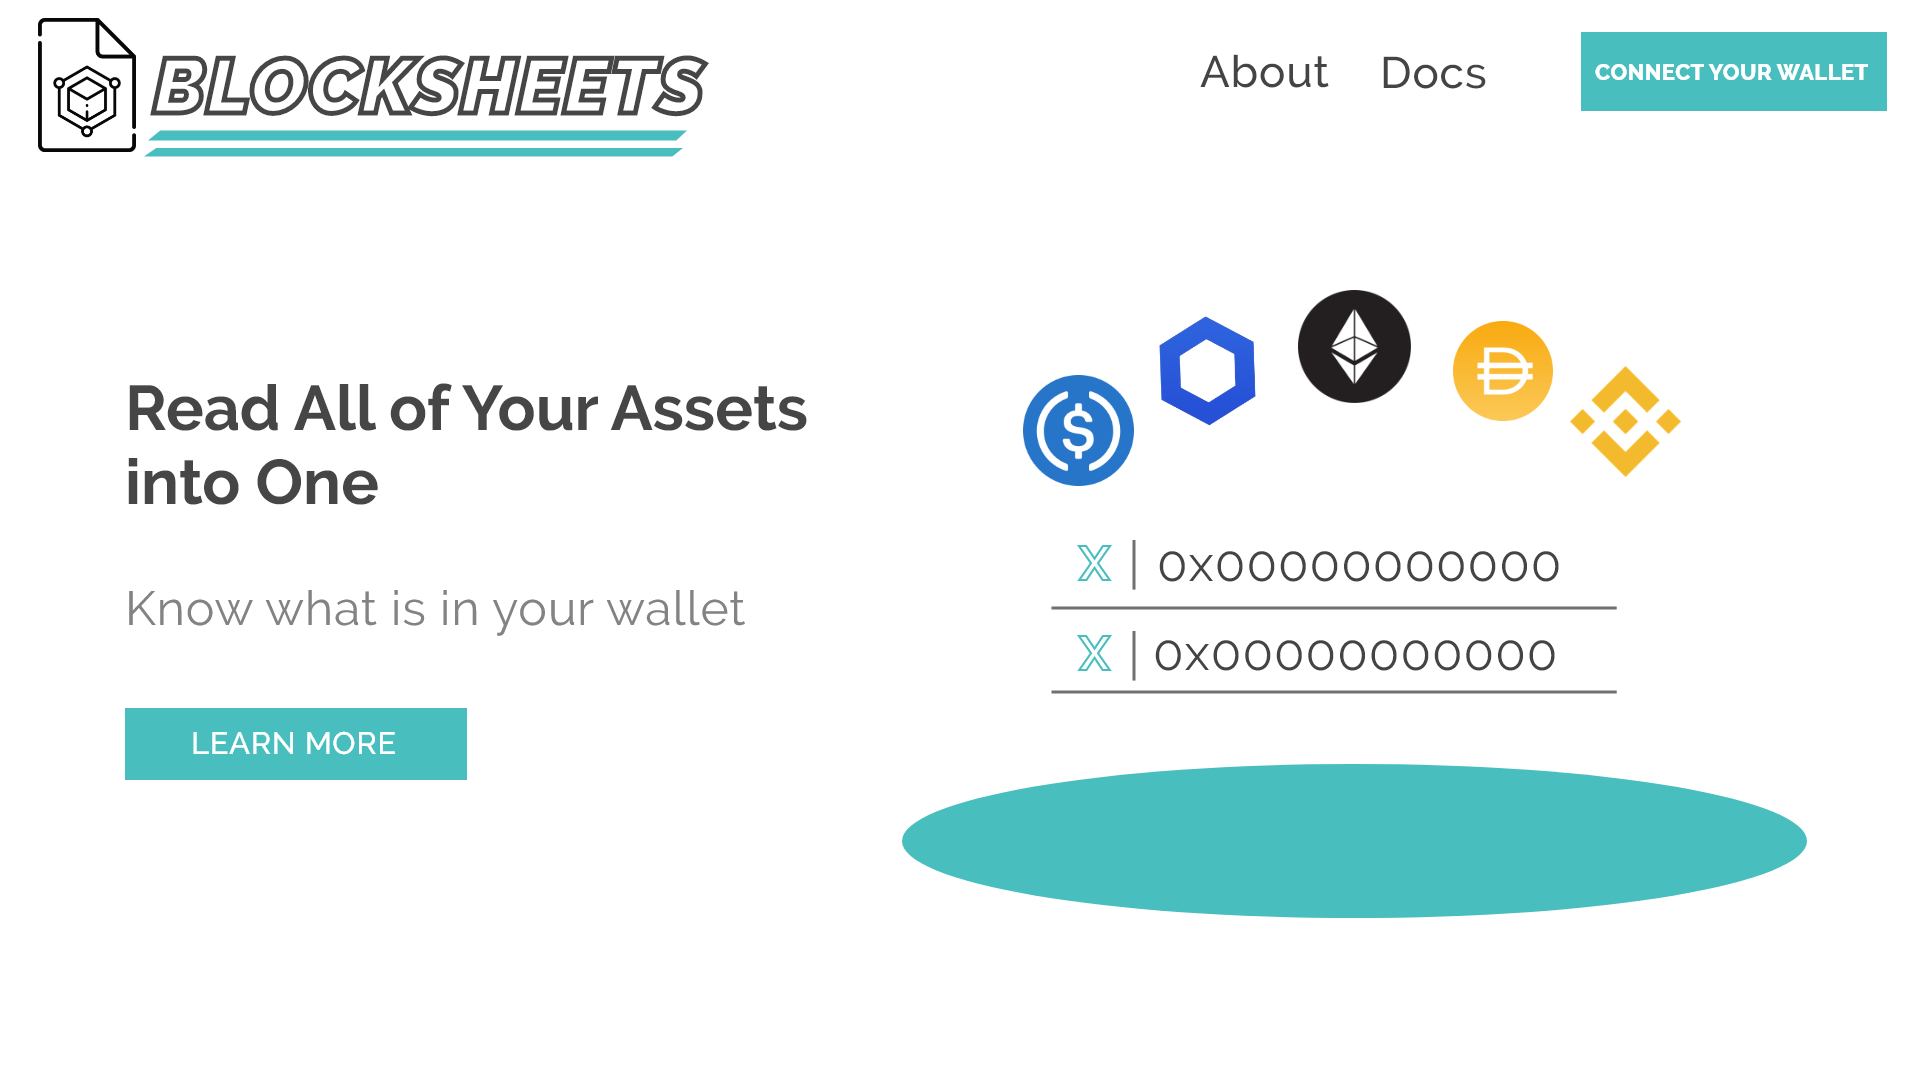 BLOCKSHEETS
About
Docs
CONNECT YOUR WALLET
Read All of Your Assets
into One
Know what is in your wallet
LEARN MORE
$
X | 0x00000000000
X | 0x00000000000